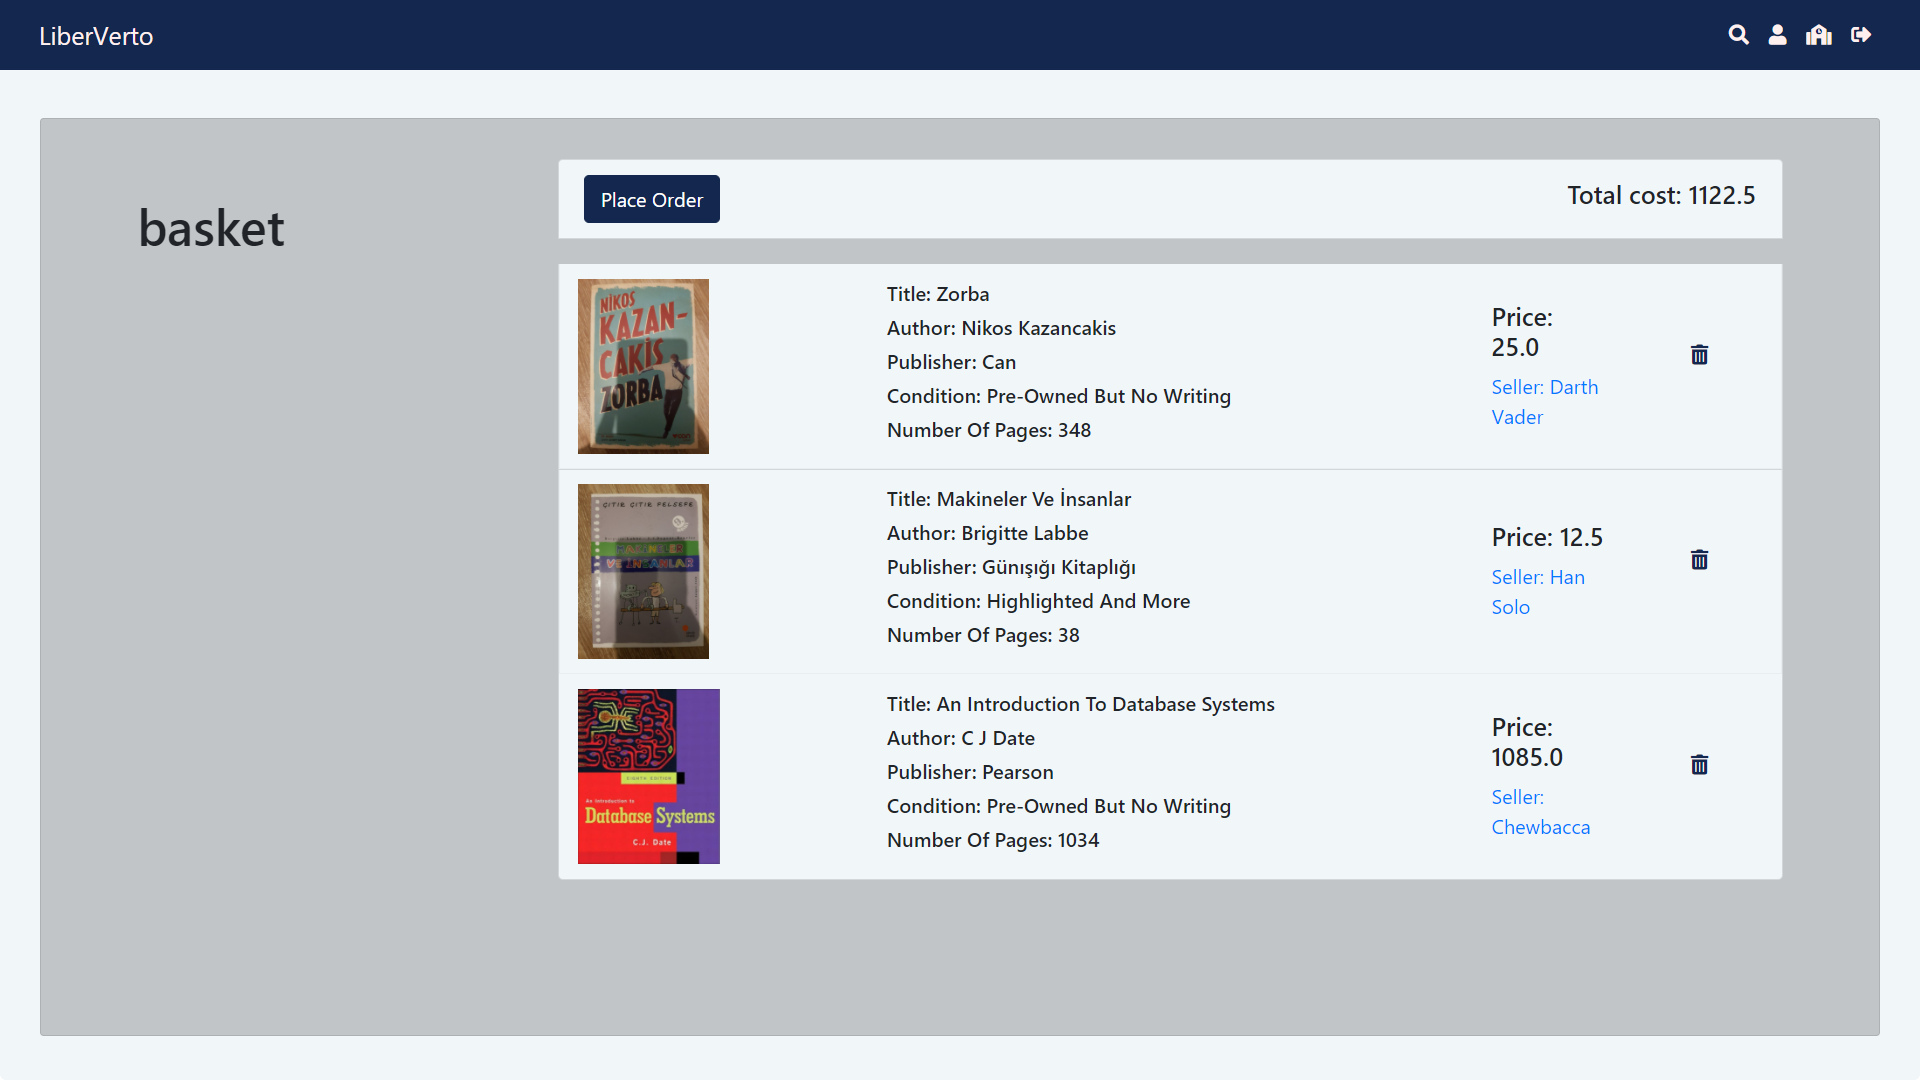 LiberVerto
basket
Place Order
Total cost: 1122.5
NİKOS
KAZAN-
CAKİS
ZORBA
Title: Zorba
Author: Nikos Kazancakis
Publisher: Can
Condition: Pre-Owned But No Writing
Number Of Pages: 348
Price:
25.0
Seller: Darth
Vader
ÇITIR ÇITIR FELSEFE
MAKİNELER
VE İNSANLAR
Title: Makineler Ve İnsanlar
Author: Brigitte Labbe
Publisher: Günışığı Kitaplığı
Condition: Highlighted And More
Number Of Pages: 38
Price: 12.5
Seller: Han
Solo
EIGHTH EDITION
An Introduction to
Database Systems
C.J. Date
Title: An Introduction To Database Systems
Author: C J Date
Publisher: Pearson
Condition: Pre-Owned But No Writing
Number Of Pages: 1034
Price:
1085.0
Seller:
Chewbacca